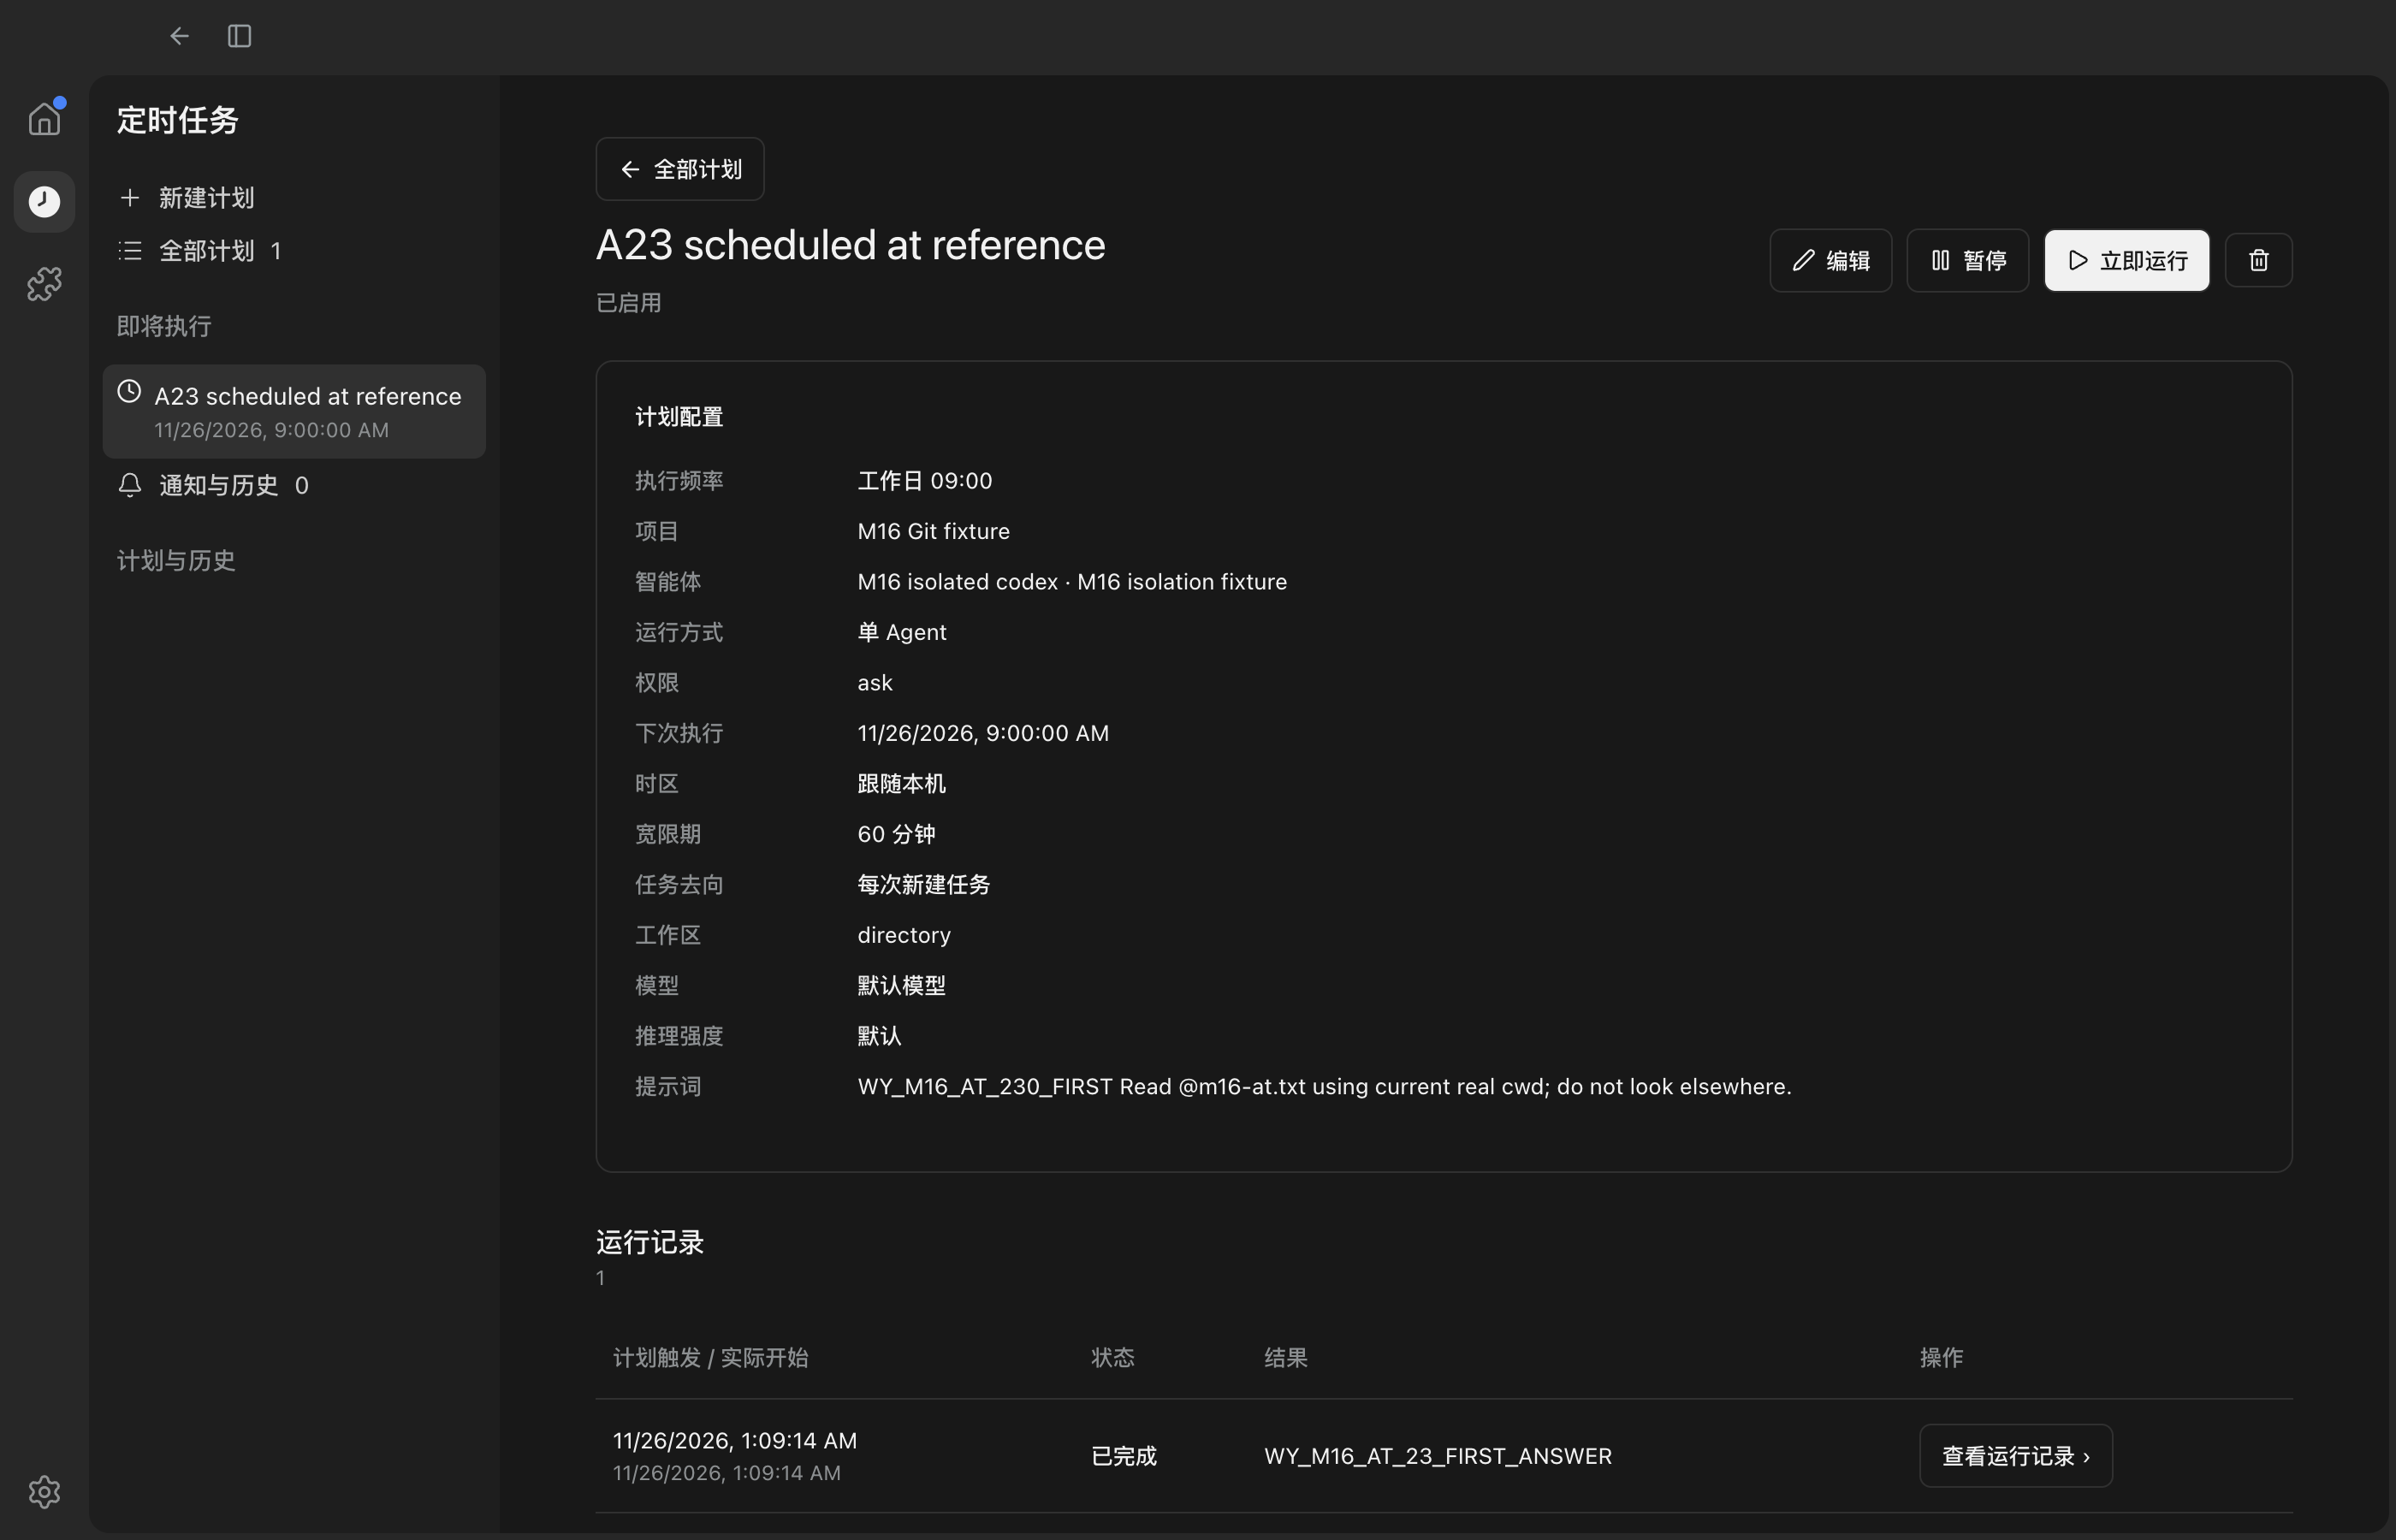 定时任务
新建计划
全部计划 1
即将执行
A23 scheduled at reference
11/26/2026, 9:00:00 AM
通知与历史 0
计划与历史
全部计划
A23 scheduled at reference
已启用
编辑
暂停
立即运行
计划配置
执行频率 工作日 09:00
项目 M16 Git fixture
智能体 M16 isolated codex · M16 isolation fixture
运行方式 单 Agent
权限 ask
下次执行 11/26/2026, 9:00:00 AM
时区 跟随本机
宽限期 60 分钟
任务去向 每次新建任务
工作区 directory
模型 默认模型
推理强度 默认
提示词 WY_M16_AT_230_FIRST Read @m16-at.txt using current real cwd; do not look elsewhere.
运行记录
1
计划触发 / 实际开始 状态 结果 操作
11/26/2026, 1:09:14 AM
11/26/2026, 1:09:14 AM
已完成
WY_M16_AT_23_FIRST_ANSWER
查看运行记录 ›